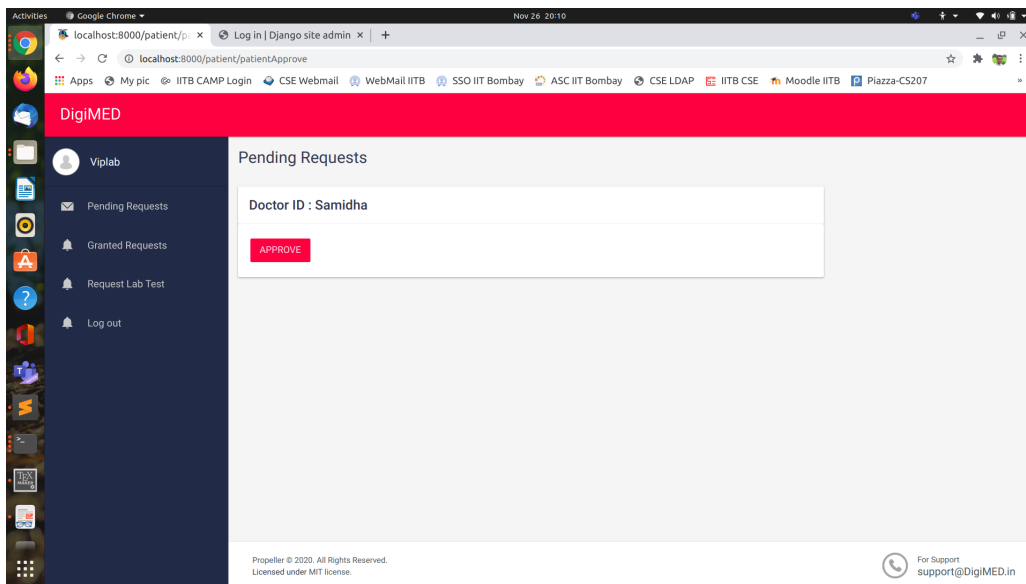 Activities Google Chrome Nov 26 20:10
localhost:8000/patient/pa Log in | Django site admin
localhost:8000/patient/patientApprove
Apps My pic IITB CAMP Login CSE Webmail WebMail IITB SSO IIT Bombay ASC IIT Bombay CSE LDAP IITB CSE Moodle IITB Piazza-CS207 »
DigiMED
Viplab
Pending Requests
Granted Requests
Request Lab Test
Log out
Pending Requests
Doctor ID : Samidha
APPROVE
Propeller © 2020. All Rights Reserved.
Licensed under MIT license.
For Support
support@DigiMED.in